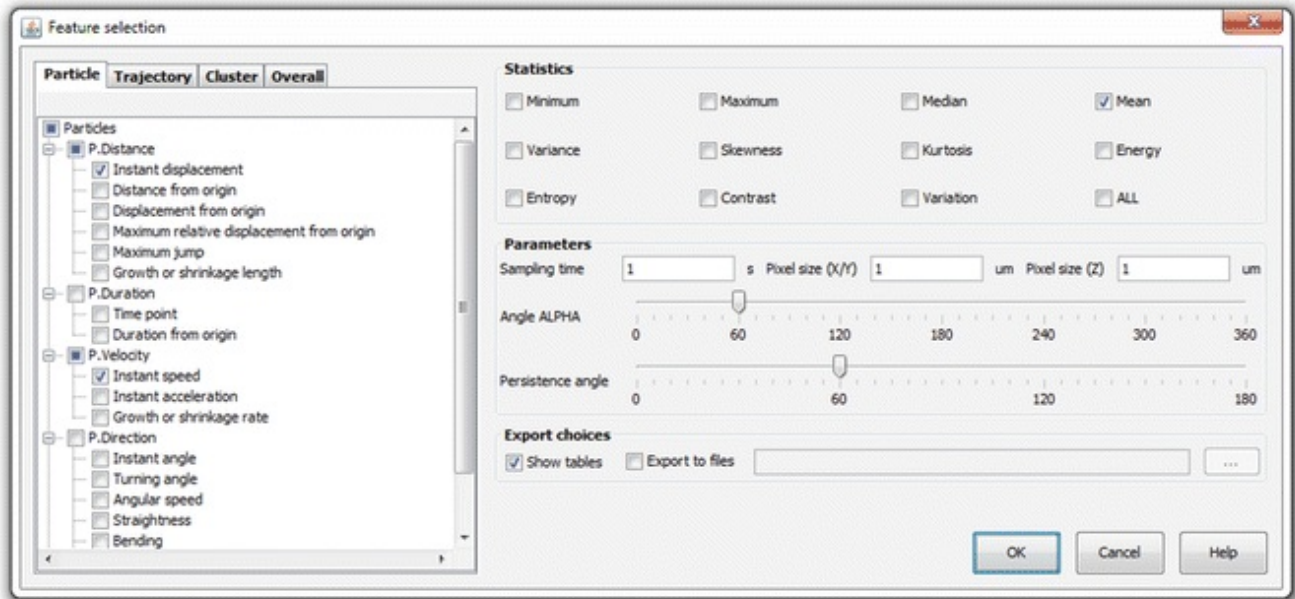 Feature selection
Particle Trajectory Cluster Overall
Particles
P.Distance
Instant displacement
Distance from origin
Displacement from origin
Maximum relative displacement from origin
Maximum jump
Growth or shrinkage length
P.Duration
Time point
Duration from origin
P.Velocity
Instant speed
Instant acceleration
Growth or shrinkage rate
P.Direction
Instant angle
Turning angle
Angular speed
Straightness
Bending
Statistics
Minimum Maximum Median Mean
Variance Skewness Kurtosis Energy
Entropy Contrast Variation ALL
Parameters
Sampling time 1 s Pixel size (X/Y) 1 um Pixel size (Z) 1 um
Angle ALPHA
0 60 120 180 240 300 360
Persistence angle
0 60 120 180
Export choices
Show tables Export to files ...
OK Cancel Help